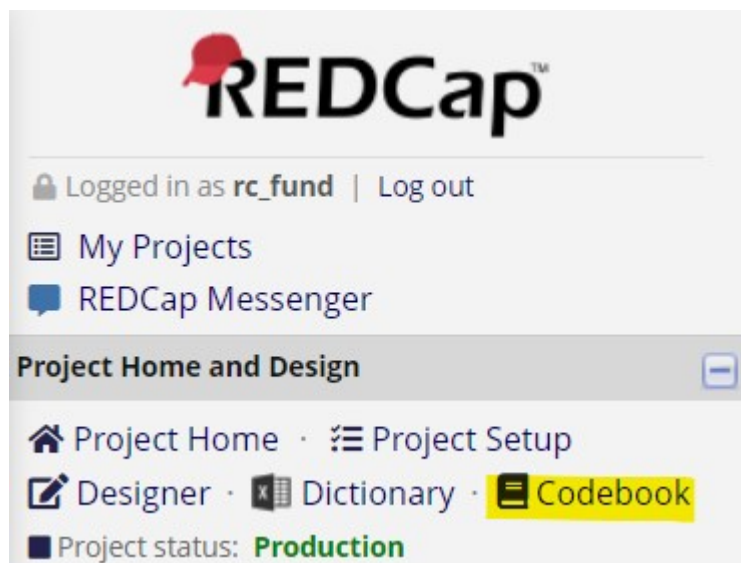 REDCap™
Logged in as rc_fund | Log out
My Projects
REDCap Messenger
Project Home and Design
Project Home · Project Setup
Designer · Dictionary · Codebook
Project status: Production